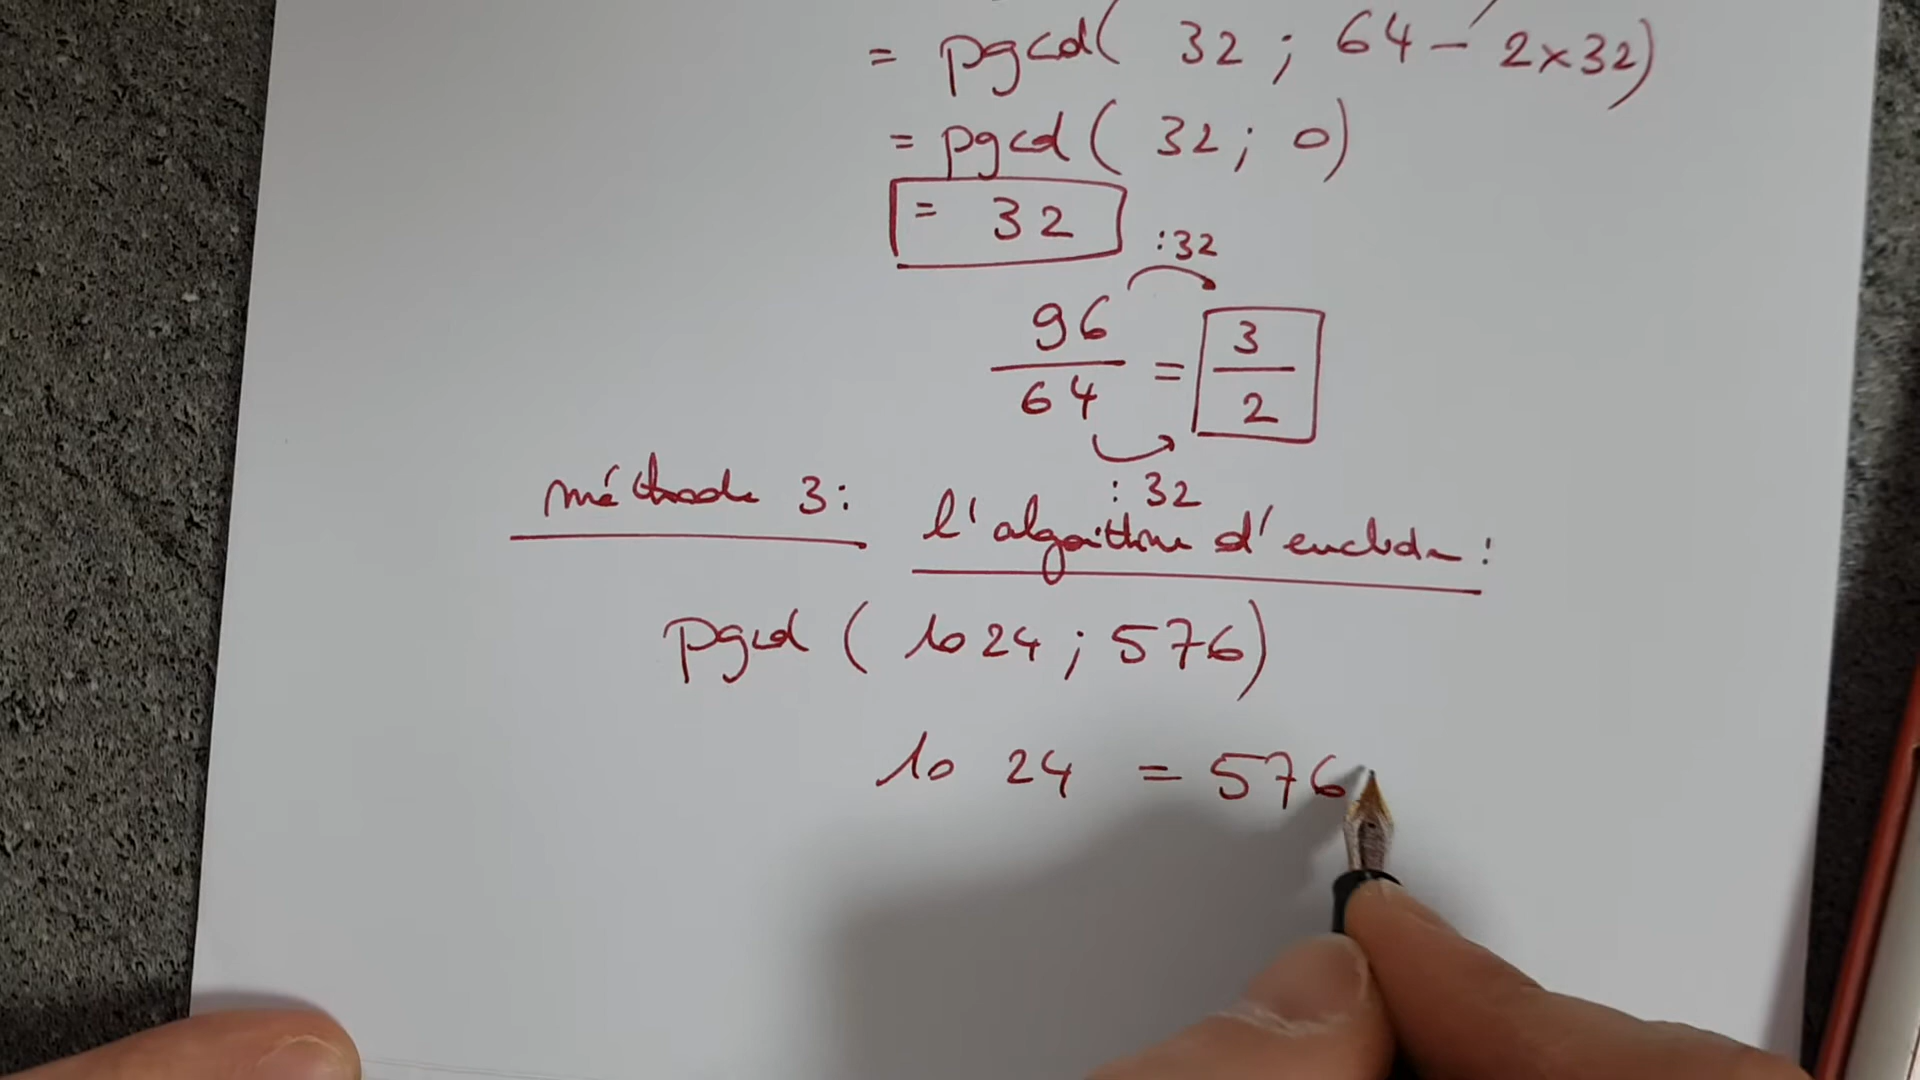 = pgcd( 32 ; 64 - 2×32)
= pgcd( 32 ; 0)
= 32
:32
96
64
=
3
2
:32
méthode 3: l'algorithme d'euclide :
pgcd ( 1024 ; 576)
1024 = 576